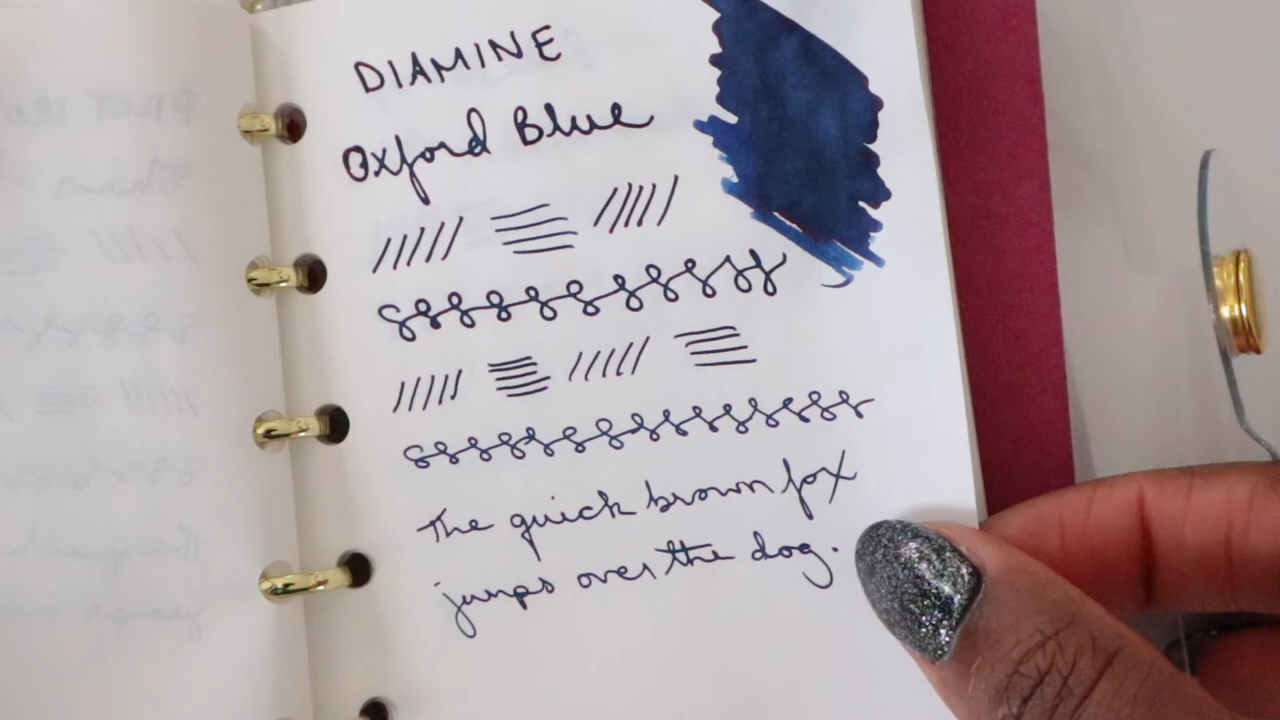 DIAMINE
Oxford Blue
The quick brown fox
jumps over the dog.